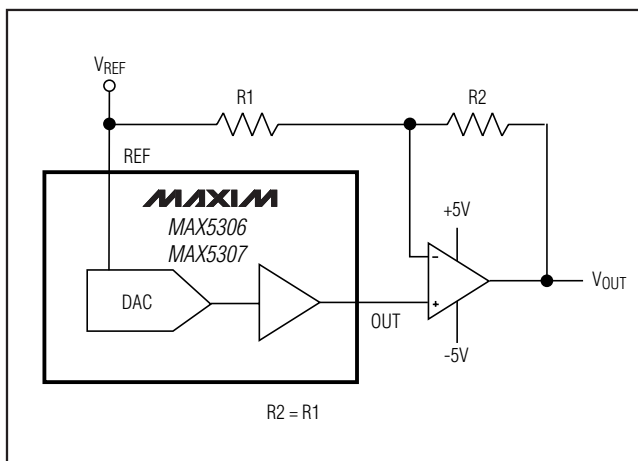 VREF
R1
R2
REF
MAXIM
MAX5306
MAX5307
+5V
DAC
-
+
OUT
VOUT
-5V
R2 = R1